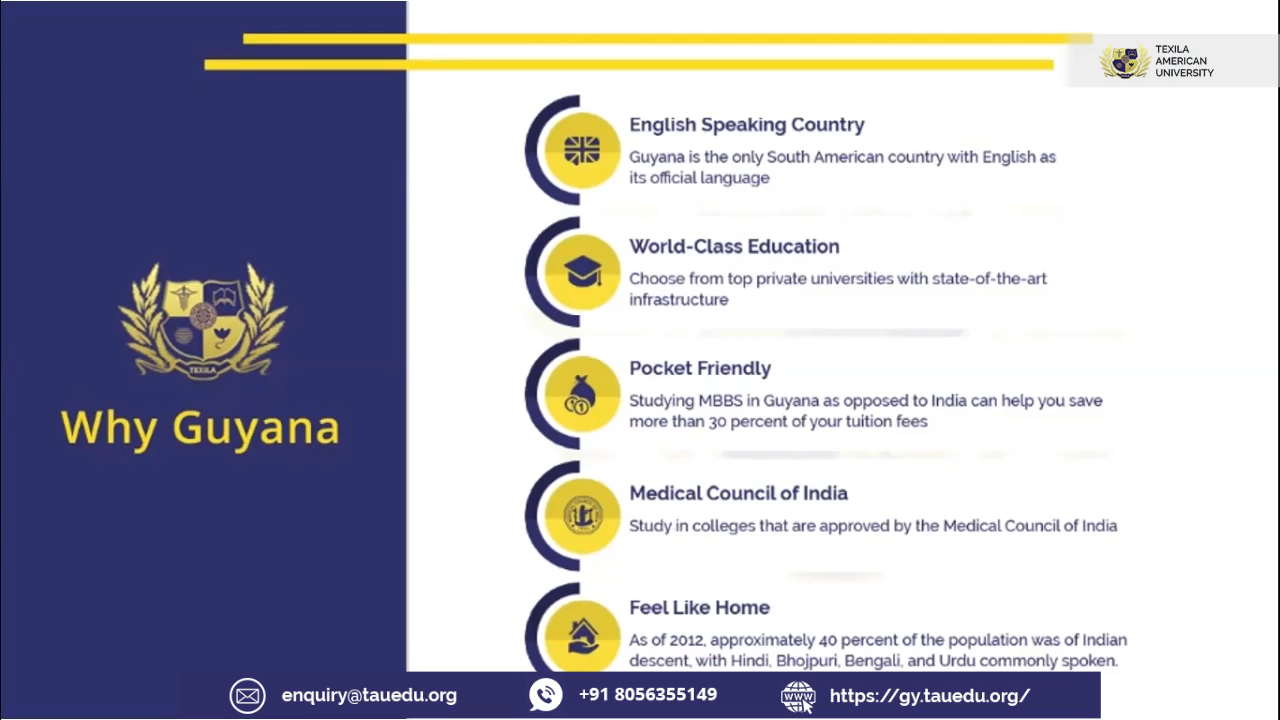 TEXILA
AMERICAN
UNIVERSITY
English Speaking Country
Guyana is the only South American country with English as
its official language
World-Class Education
Choose from top private universities with state-of-the-art
infrastructure
TEXILA
Why Guyana
Pocket Friendly
Studying MBBS in Guyana as opposed to India can help you save
more than 30 percent of your tuition fees
Medical Council of India
Study in colleges that are approved by the Medical Council of India
Feel Like Home
As of 2012, approximately 40 percent of the population was of Indian
descent, with Hindi, Bhojpuri, Bengali, and Urdu commonly spoken.
enquiry@tauedu.org
+91 8056355149
WWW
https://gy.tauedu.org/